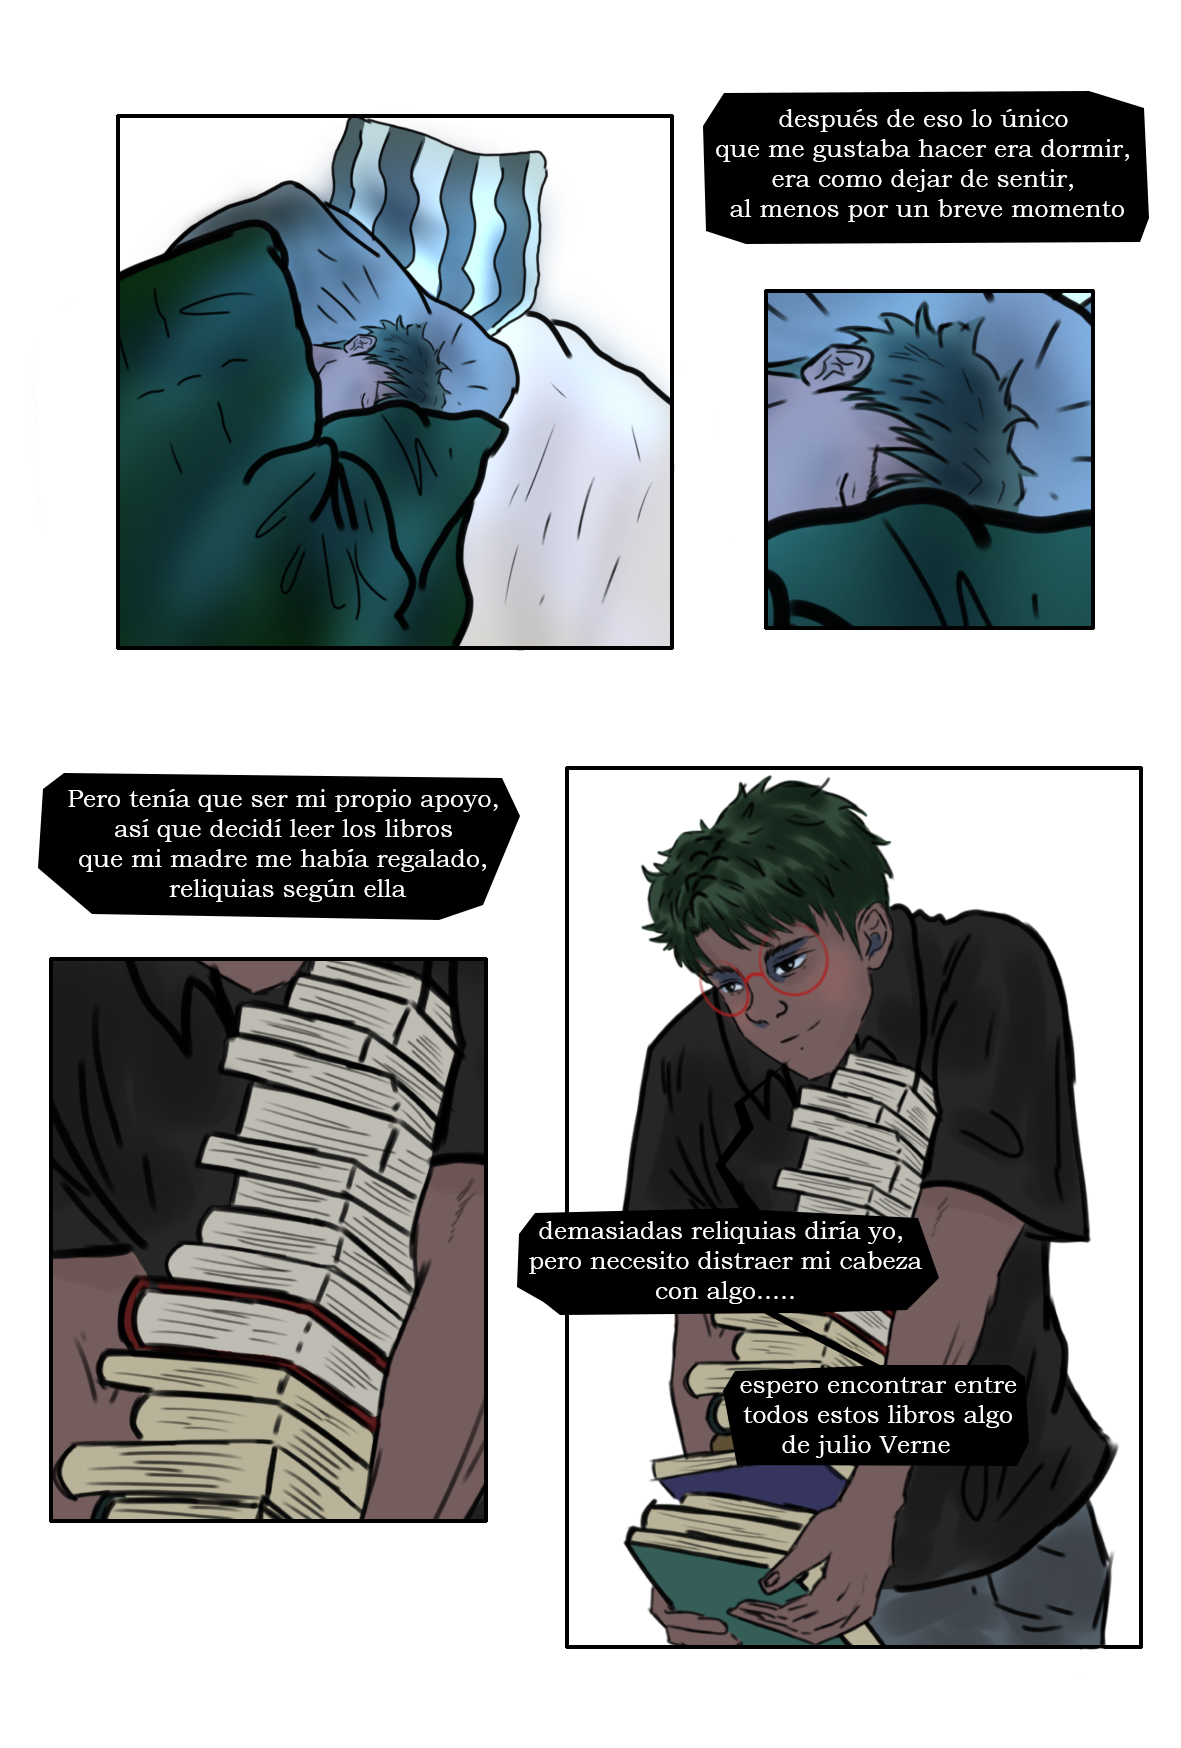 después de eso lo único
que me gustaba hacer era dormir,
era como dejar de sentir,
al menos por un breve momento
Pero tenía que ser mi propio apoyo,
así que decidí leer los libros
que mi madre me había regalado,
reliquias según ella
demasiadas reliquias diría yo,
pero necesito distraer mi cabeza
con algo.....
espero encontrar entre
todos estos libros algo
de julio Verne